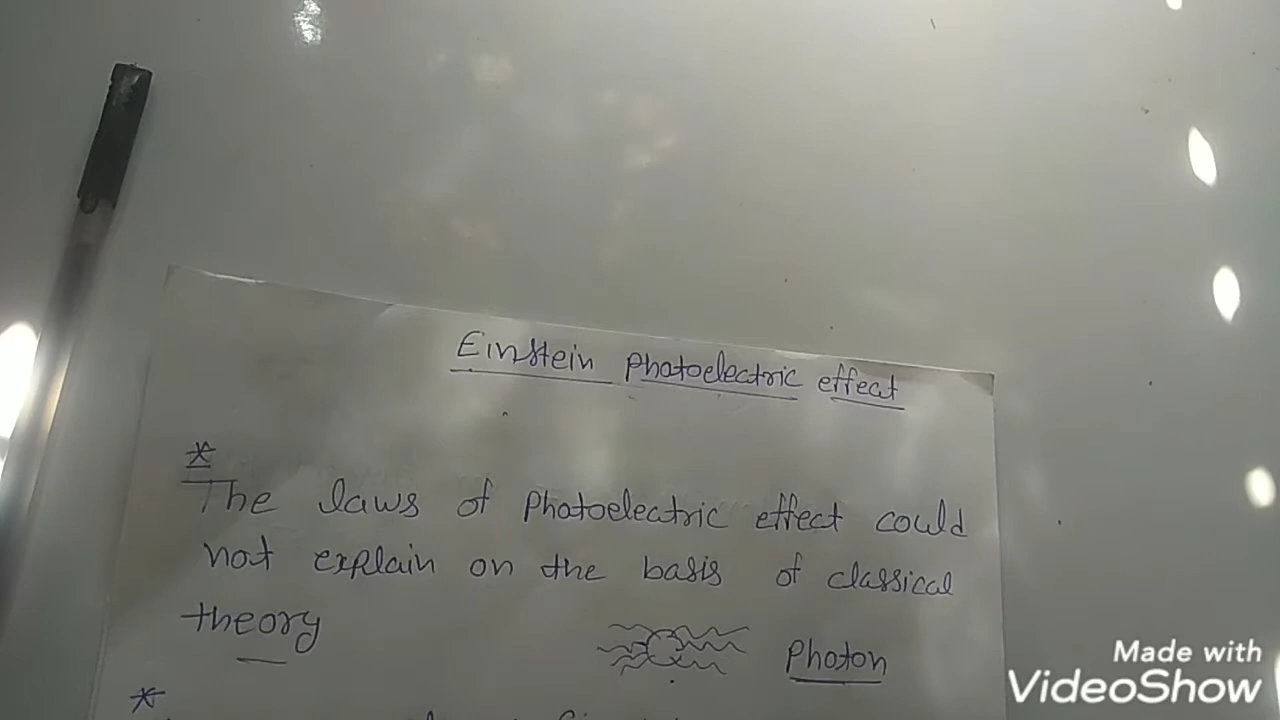 Einstein Photoelectric effect
*
The laws of Photoelectric effect could
not explain on the basis of classical
theory
Photon
*
Made with
VideoShow